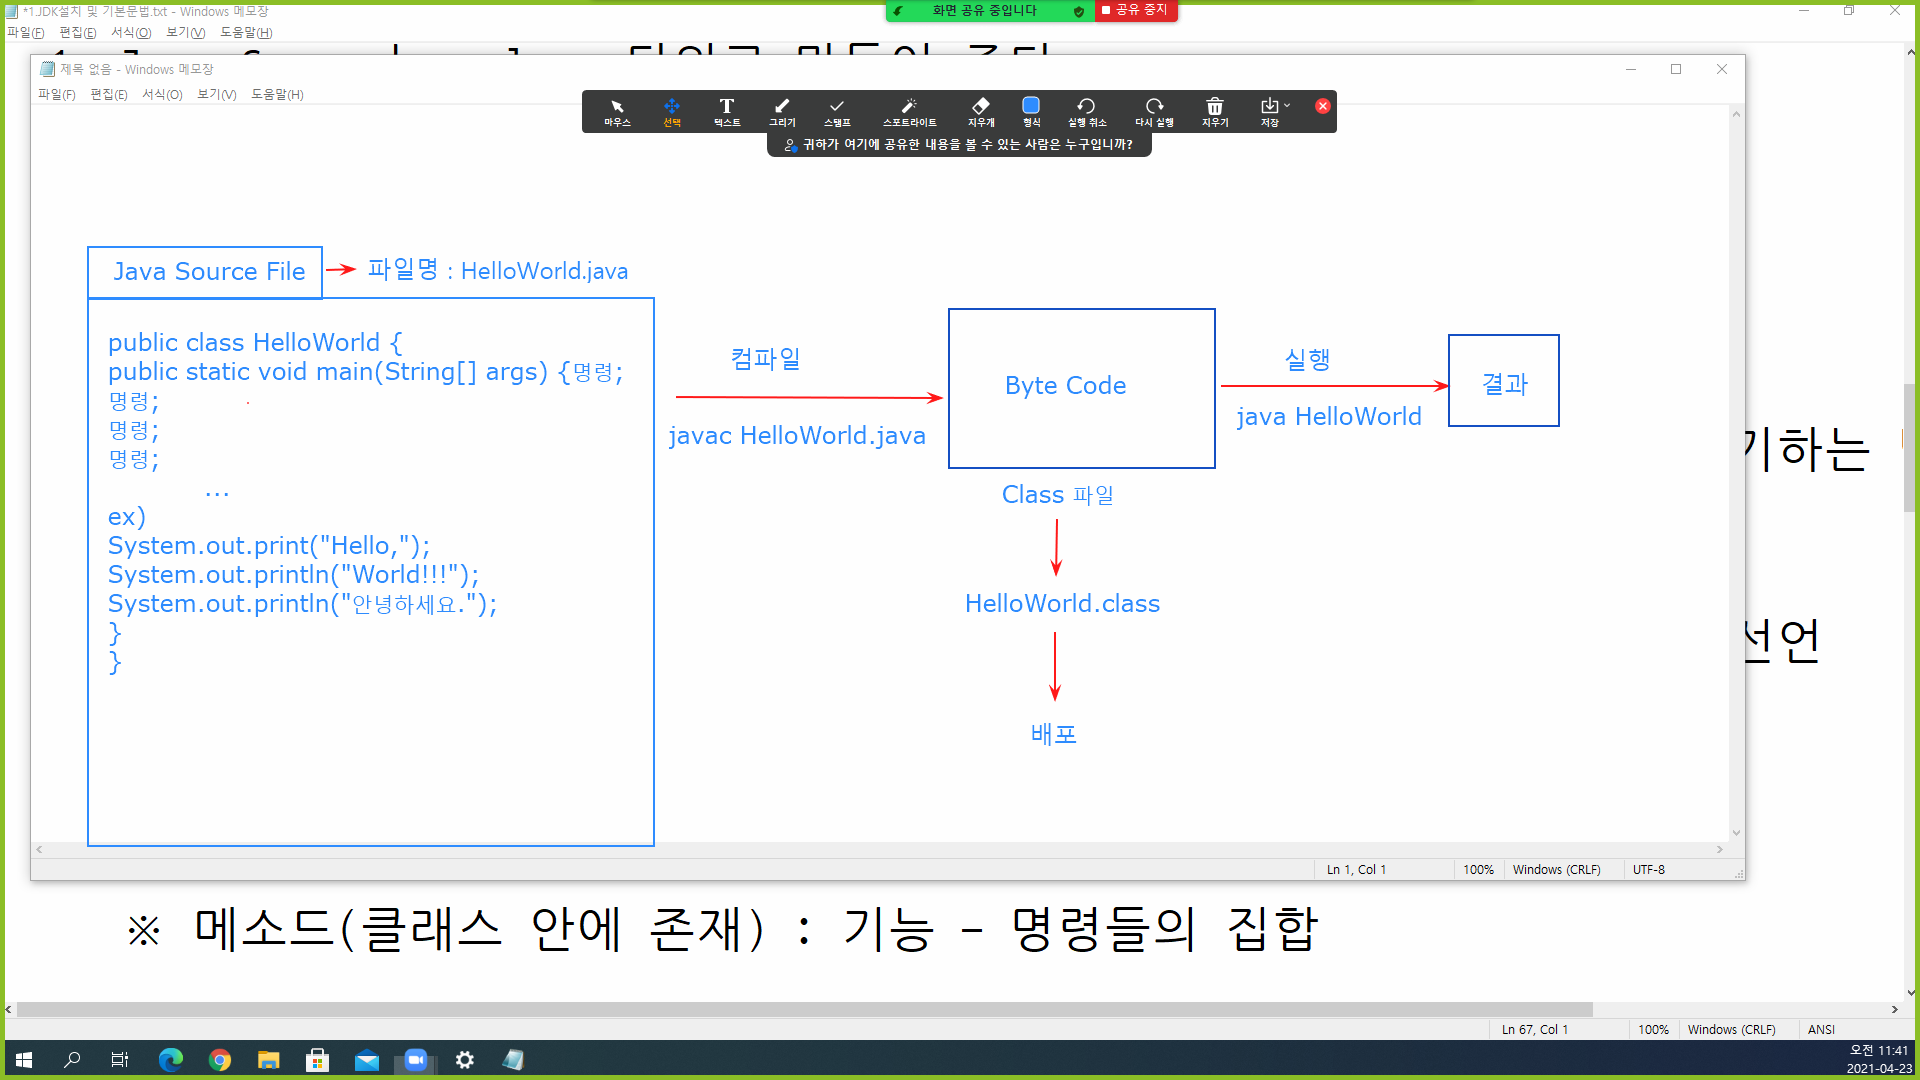 *1.JDK설치 및 기본문법.txt - Windows 메모장
화면 공유 중입니다
공유 중지
파일(F) 편집(E) 서식(O) 보기(V) 도움말(H)
제목 없음 - Windows 메모장
파일(F) 편집(E) 서식(O) 보기(V) 도움말(H)
마우스 선택 텍스트 그리기 스탬프 스포트라이트 지우개 형식 실행 취소 다시 실행 지우기 저장
귀하가 여기에 공유한 내용을 볼 수 있는 사람은 누구입니까?
Java Source File
파일명 : HelloWorld.java
public class HelloWorld {
public static void main(String[] args) {명령;
명령;
명령;
명령;
...
ex)
System.out.print("Hello,");
System.out.println("World!!!");
System.out.println("안녕하세요.");
}
}
컴파일
javac HelloWorld.java
Byte Code
Class 파일
HelloWorld.class
배포
실행
java HelloWorld
결과
기하는
선언
Ln 1, Col 1 100% Windows (CRLF) UTF-8
※ 메소드(클래스 안에 존재) : 기능 - 명령들의 집합
Ln 67, Col 1 100% Windows (CRLF) ANSI
오전 11:41
2021-04-23